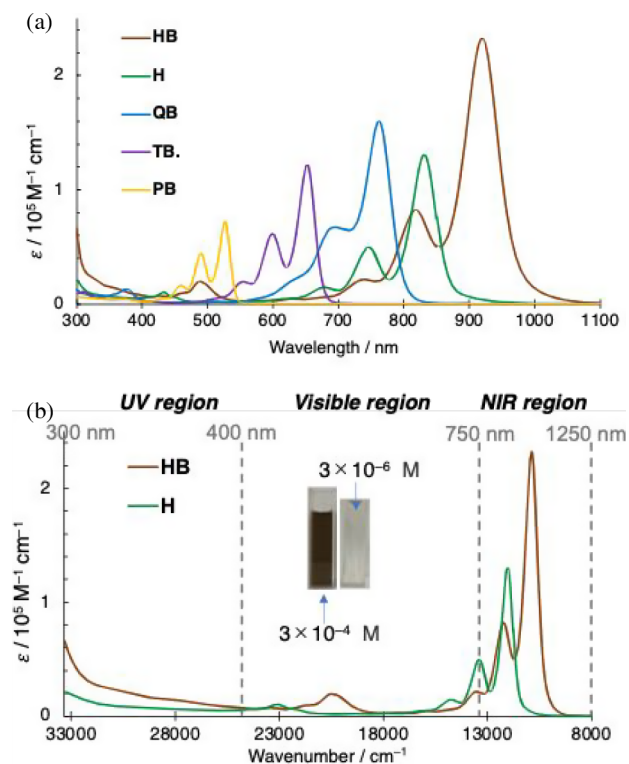 (a)
HB
H
QB
TB.
PB
2
1
0
ε / 10⁵ M⁻¹ cm⁻¹
300 400 500 600 700 800 900 1000 1100
Wavelength / nm
(b)
UV region Visible region NIR region
300 nm 400 nm 750 nm 1250 nm
HB
H
3×10⁻⁶ M
3×10⁻⁴ M
2
1
0
ε / 10⁵ M⁻¹ cm⁻¹
33000 28000 23000 18000 13000 8000
Wavenumber / cm⁻¹